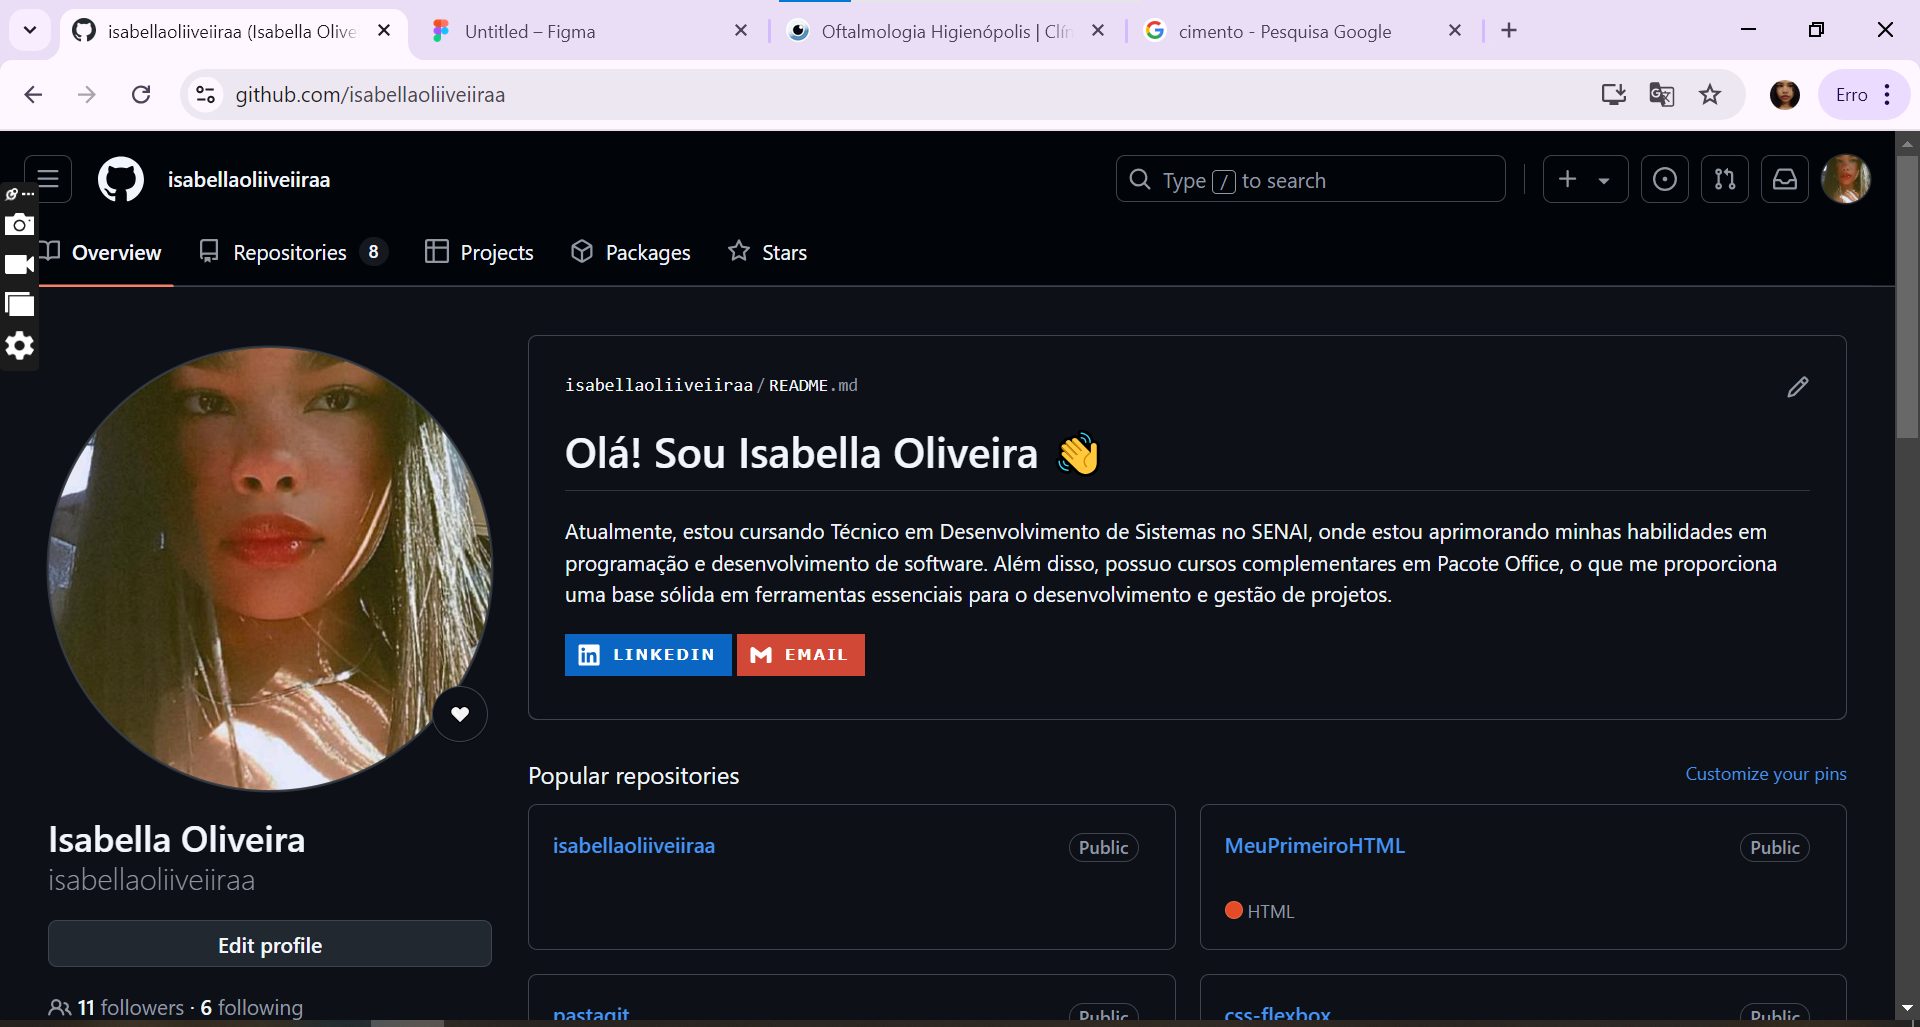 isabellaoliiveiiraa (Isabella Olive
Untitled – Figma
Oftalmologia Higienópolis | Clín
cimento - Pesquisa Google
github.com/isabellaoliiveiiraa
Erro
isabellaoliiveiiraa
Type / to search
Overview
Repositories 8
Projects
Packages
Stars
isabellaoliiveiiraa/README.md
Olá! Sou Isabella Oliveira 👋
Atualmente, estou cursando Técnico em Desenvolvimento de Sistemas no SENAI, onde estou aprimorando minhas habilidades em
programação e desenvolvimento de software. Além disso, possuo cursos complementares em Pacote Office, o que me proporciona
uma base sólida em ferramentas essenciais para o desenvolvimento e gestão de projetos.
LINKEDIN
EMAIL
Isabella Oliveira
isabellaoliiveiiraa
Edit profile
11 followers · 6 following
Popular repositories
Customize your pins
isabellaoliiveiiraa
Public
MeuPrimeiroHTML
Public
HTML
pastagit
Public
css-flexbox
Public